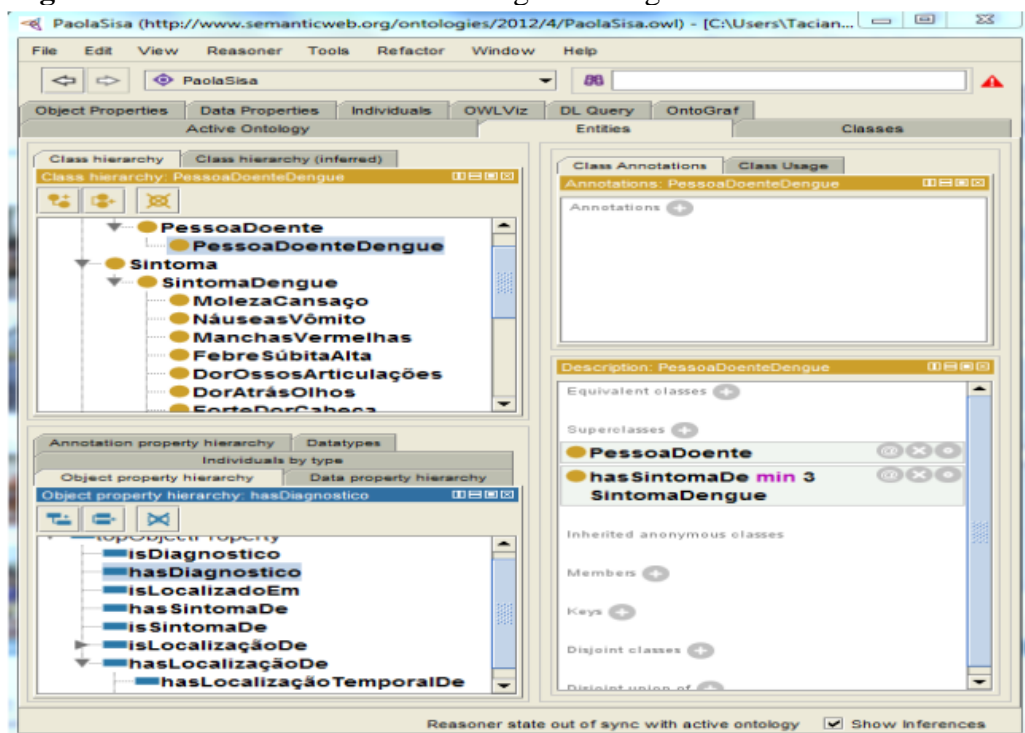 PaolaSisa (http://www.semanticweb.org/ontologies/2012/4/PaolaSisa.owl) - [C:\Users\Tacian...
File Edit View Reasoner Tools Refactor Window Help
PaolaSisa
Object Properties Data Properties Individuals OWLViz DL Query OntoGraf
Active Ontology Entities Classes
Class hierarchy Class hierarchy (inferred)
Class hierarchy: PessoaDoenteDengue
PessoaDoente
PessoaDoenteDengue
Sintoma
SintomaDengue
MolezaCansaço
NáuseasVômito
ManchasVermelhas
FebreSúbitaAlta
DorOssosArticulações
DorAtrásOlhos
ForteDorCabeça
Annotation property hierarchy Datatypes
Individuals by type
Object property hierarchy Data property hierarchy
Object property hierarchy: hasDiagnostico
topObjectProperty
isDiagnostico
hasDiagnostico
isLocalizadoEm
hasSintomaDe
isSintomaDe
isLocalizaçãoDe
hasLocalizaçãoDe
hasLocalizaçãoTemporalDe
Class Annotations Class Usage
Annotations: PessoaDoenteDengue
Annotations
Description: PessoaDoenteDengue
Equivalent classes
Superclasses
PessoaDoente
hasSintomaDe min 3
SintomaDengue
Inherited anonymous classes
Members
Keys
Disjoint classes
Disjoint union of
Reasoner state out of sync with active ontology Show Inferences